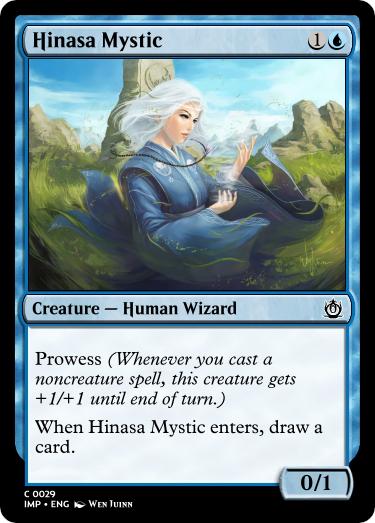 Hinasa Mystic 1
Creature — Human Wizard
Prowess (Whenever you cast a
noncreature spell, this creature gets
+1/+1 until end of turn.)
When Hinasa Mystic enters, draw a
card.
0/1
C 0029
IMP • ENG Wen Juinn